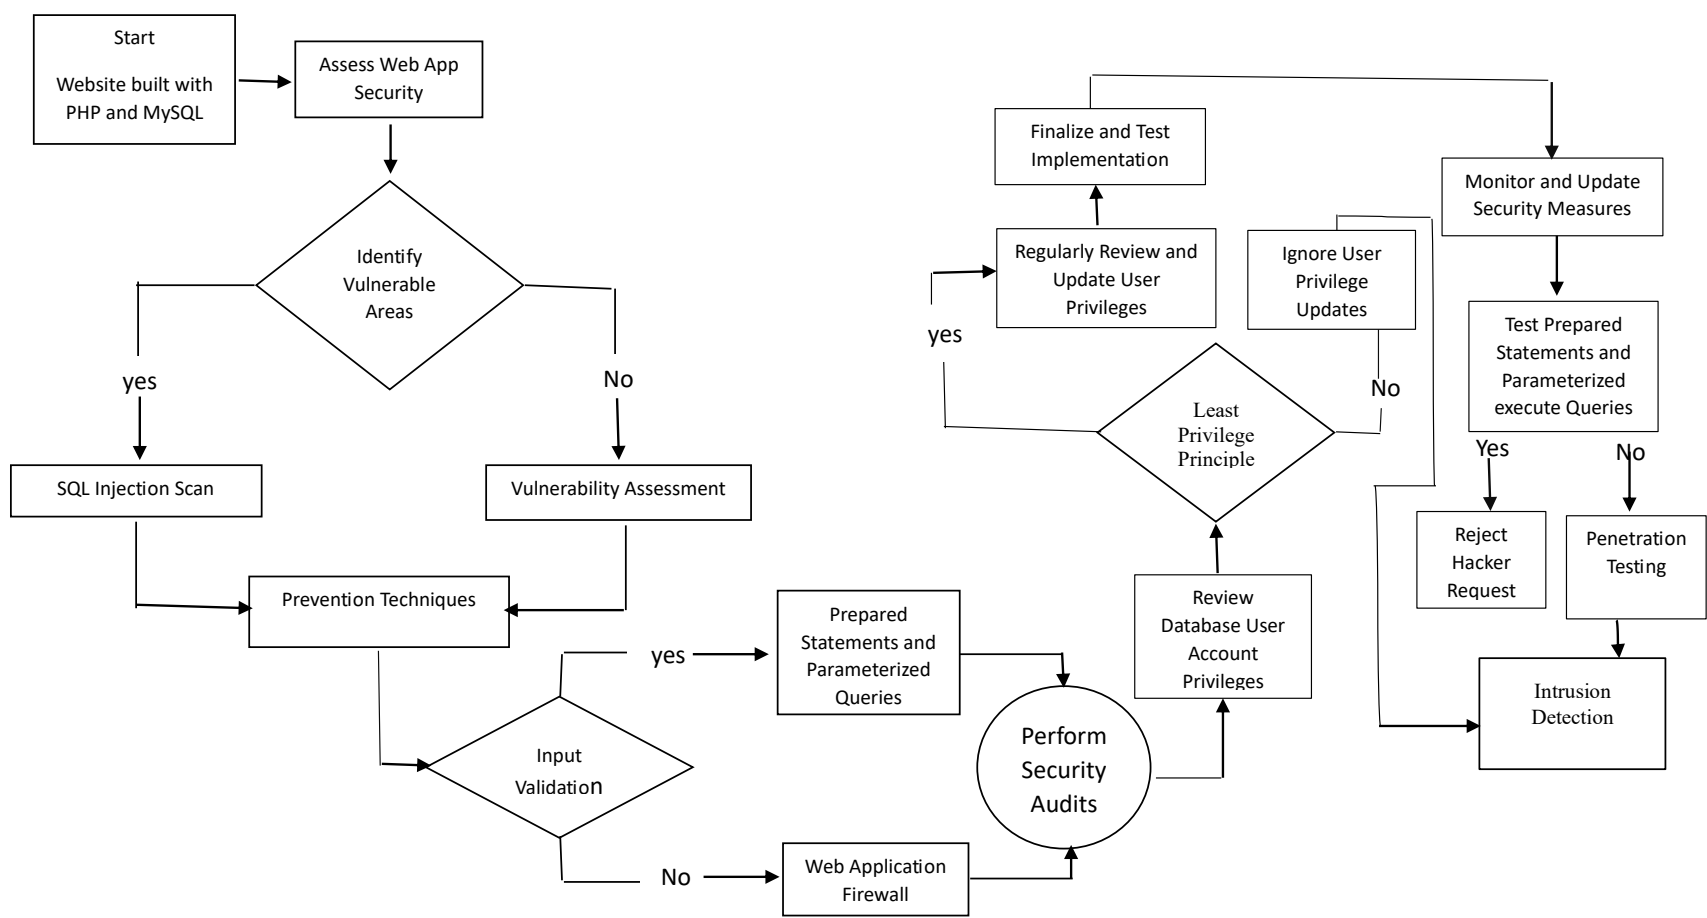 Start
Website built with
PHP and MySQL
Assess Web App
Security
Identify
Vulnerable
Areas
yes
No
SQL Injection Scan
Vulnerability Assessment
Prevention Techniques
Input
Validation
yes
No
Prepared
Statements and
Parameterized
Queries
Web Application
Firewall
Perform
Security
Audits
Review
Database User
Account
Privileges
Least
Privilege
Principle
yes
No
Regularly Review and
Update User
Privileges
Ignore User
Privilege
Updates
Finalize and Test
Implementation
Monitor and Update
Security Measures
Test Prepared
Statements and
Parameterized
execute Queries
Yes
No
Reject
Hacker
Request
Penetration
Testing
Intrusion
Detection